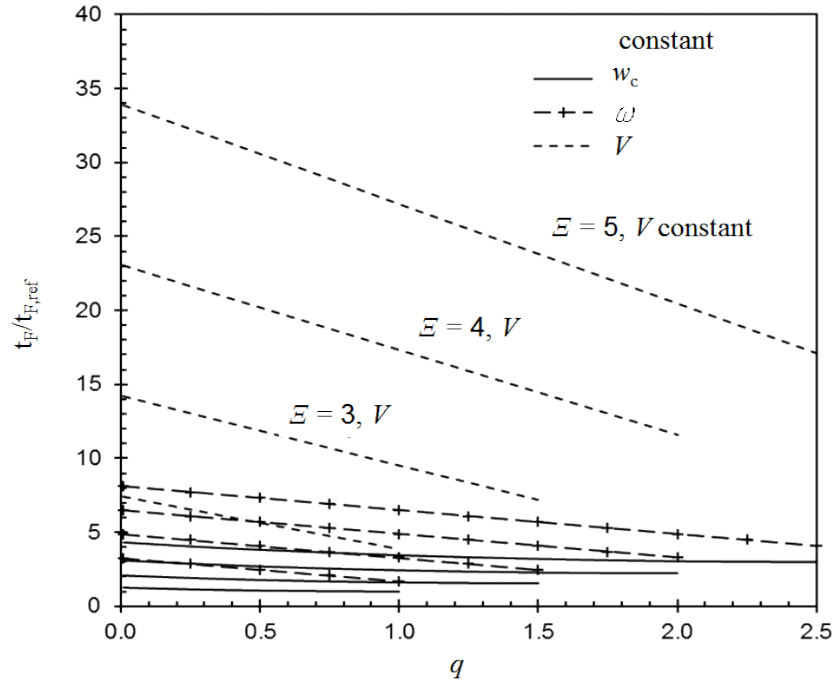 40
35
30
25
20
15
10
5
0
t_F/t_F,ref
constant
w_c
ω
V
Ξ = 5, V constant
Ξ = 4, V
Ξ = 3, V
0.0 0.5 1.0 1.5 2.0 2.5
q